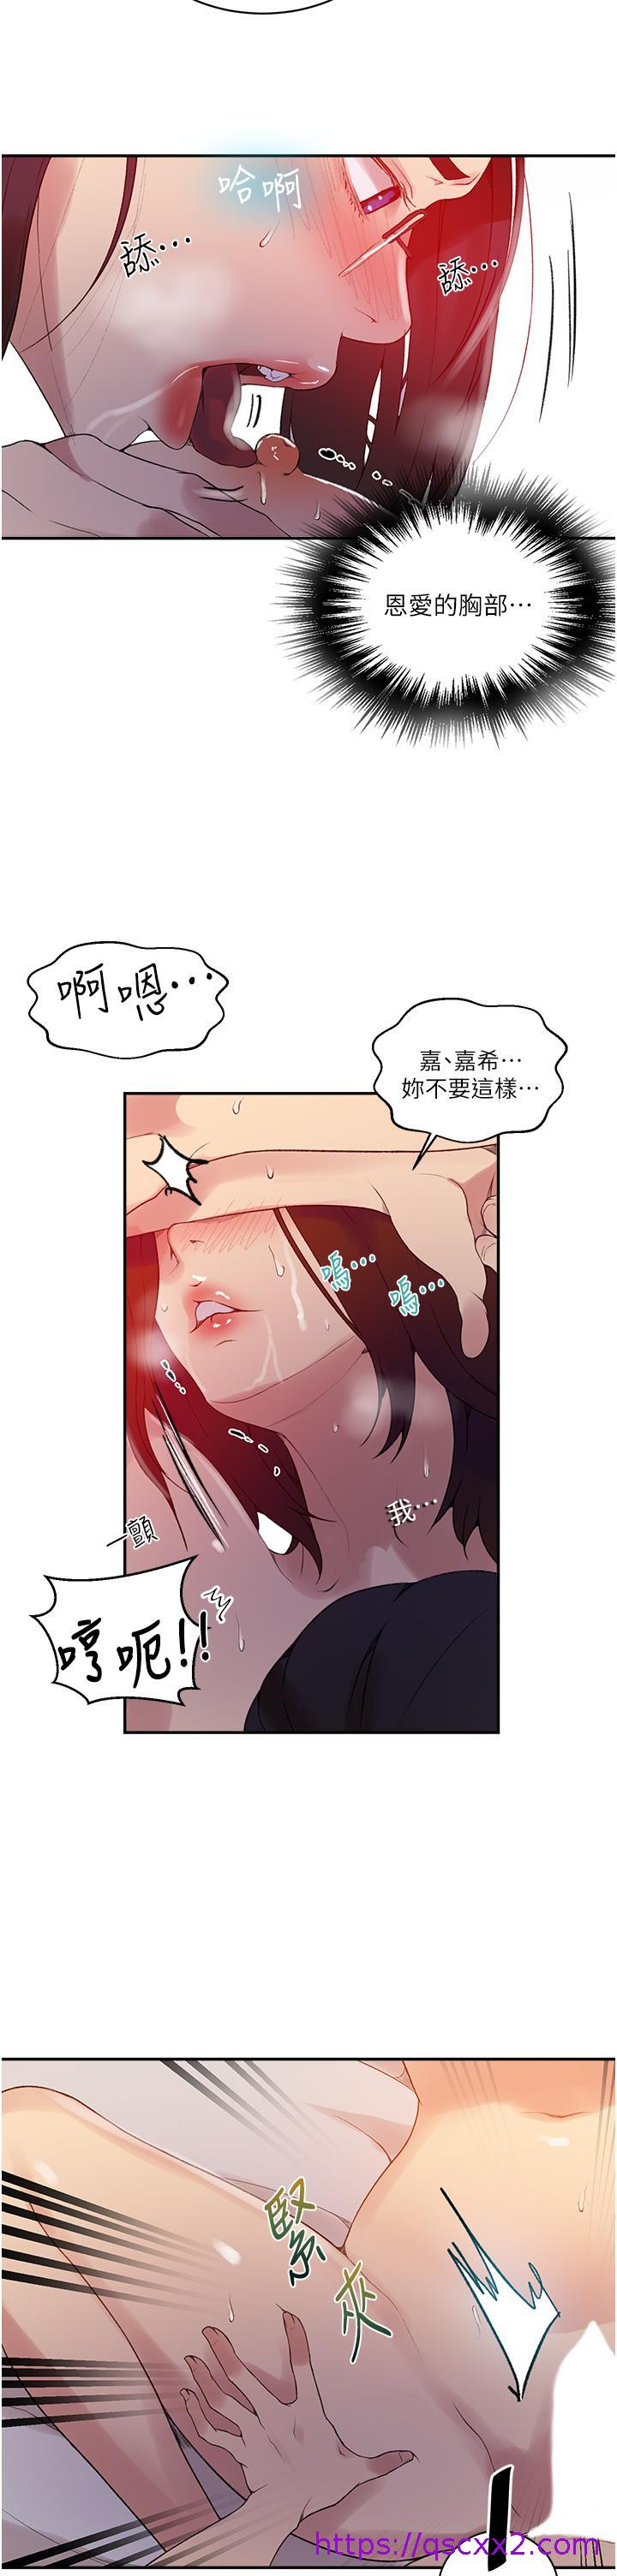 哈啊
舔…
舔…
恩愛的胸部…
啊嗯…
嘉、嘉希…
妳不要這樣…
嗚…
嗚…
我…
顫
哼呃!!
緊
夾
https://qscxx2.com